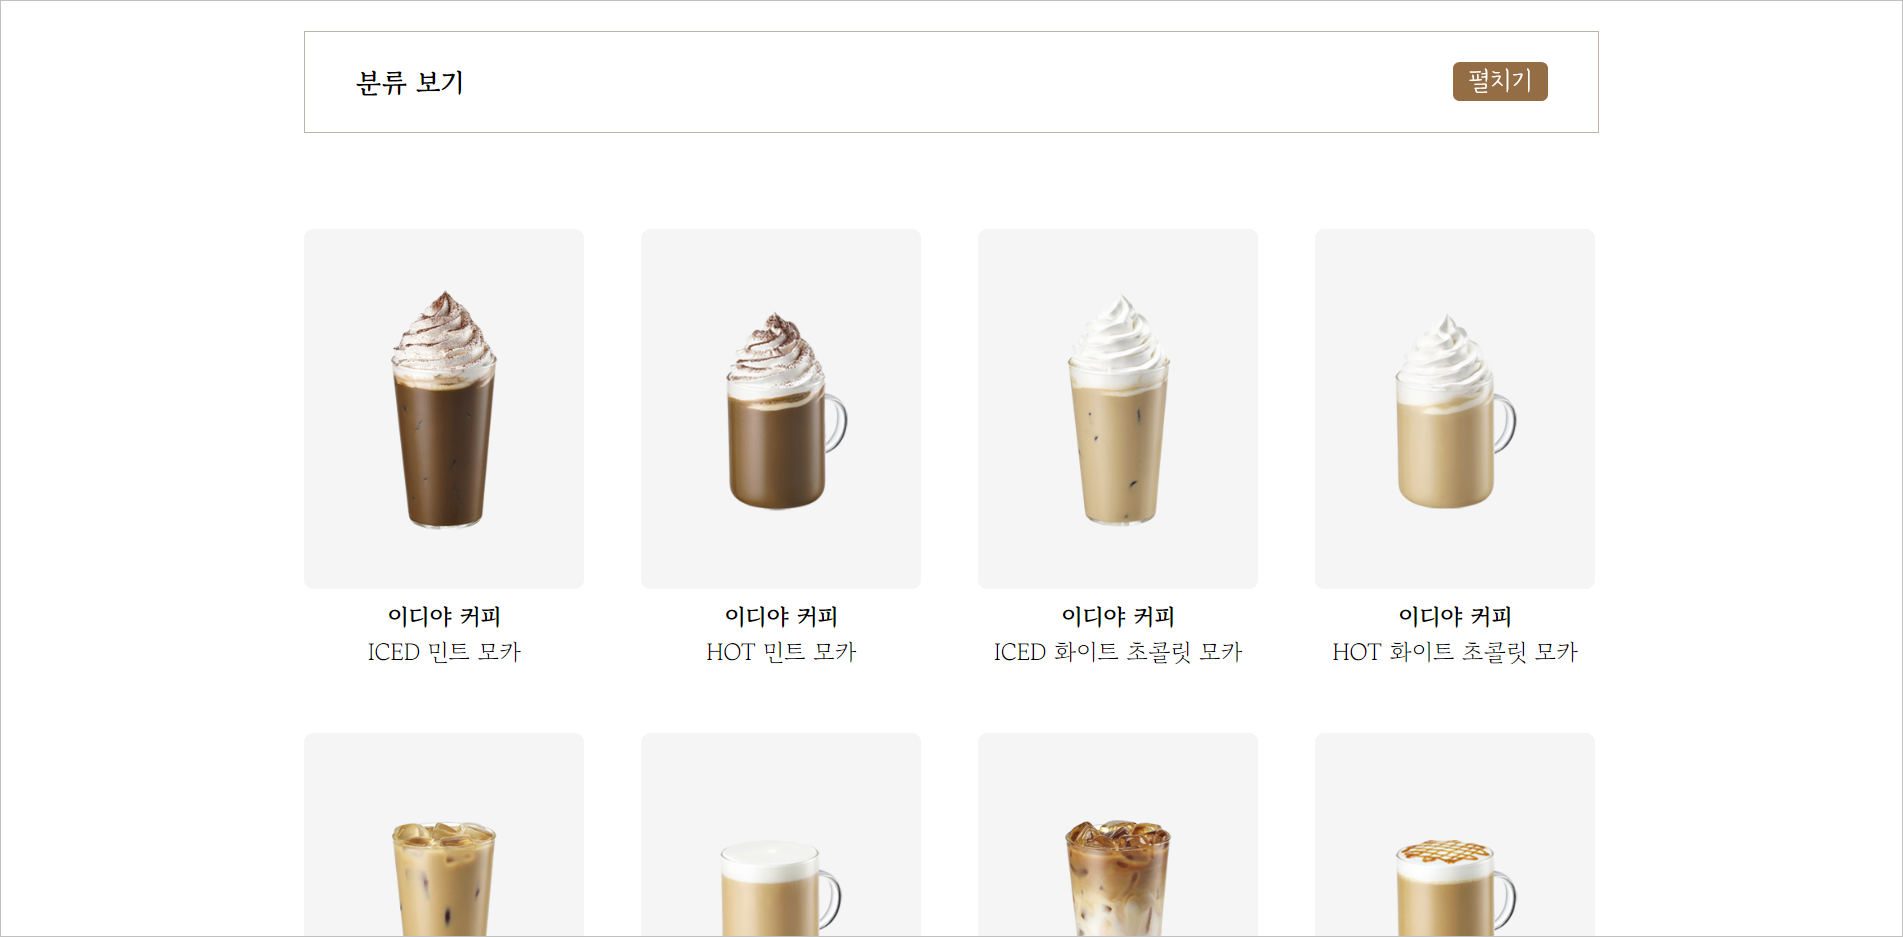 분류 보기
펼치기
이디야 커피
ICED 민트 모카
이디야 커피
HOT 민트 모카
이디야 커피
ICED 화이트 초콜릿 모카
이디야 커피
HOT 화이트 초콜릿 모카